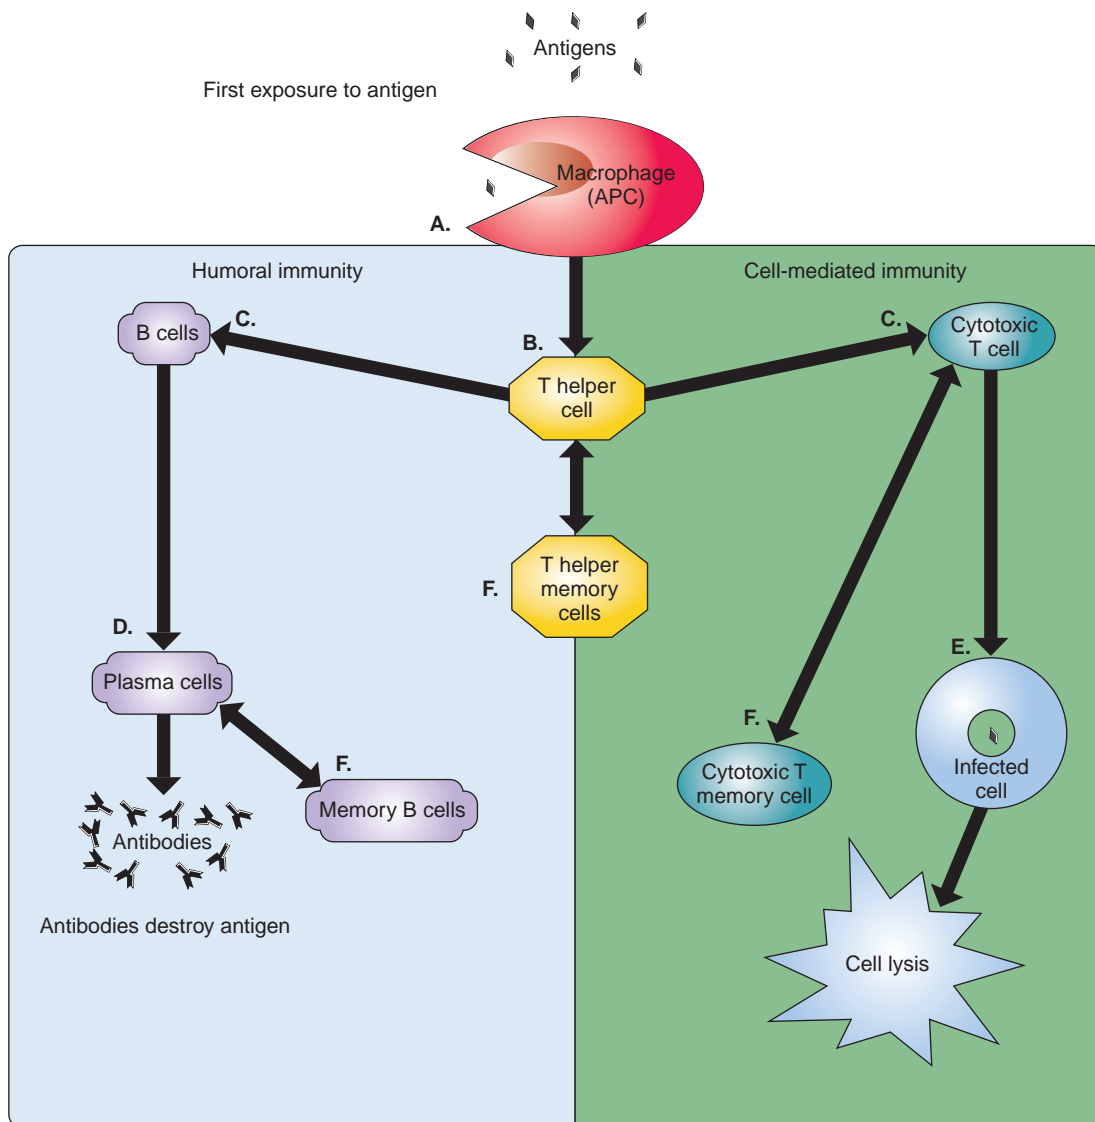 Antigens
First exposure to antigen
Macrophage
(APC)
A.
Humoral immunity
Cell-mediated immunity
B cells
C.
B.
C.
Cytotoxic
T cell
T helper
cell
F.
T helper
memory
cells
D.
Plasma cells
E.
Infected
cell
F.
Cytotoxic T
memory cell
F.
Memory B cells
Antibodies
Antibodies destroy antigen
Cell lysis